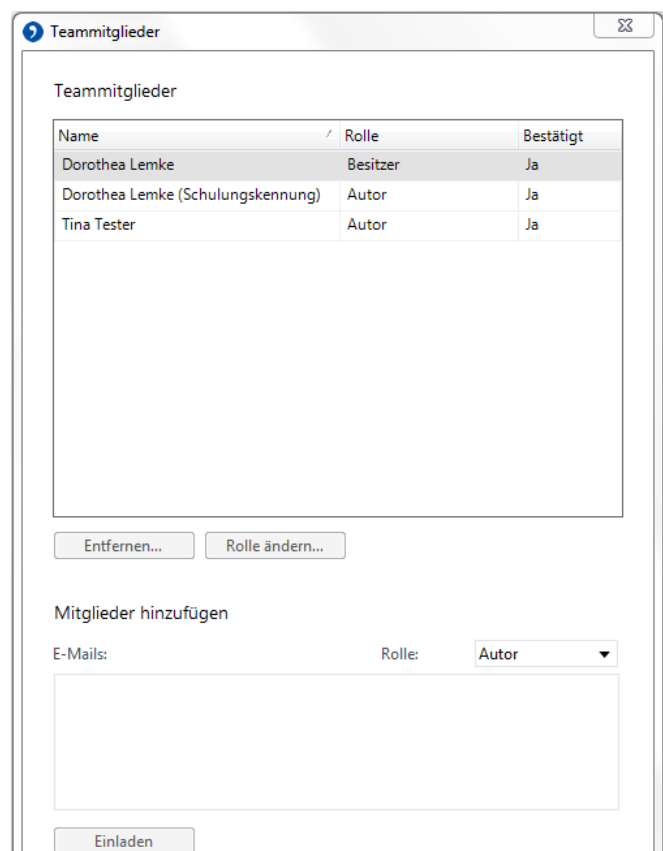 Teammitglieder
Teammitglieder
Name Rolle Bestätigt
Dorothea Lemke Besitzer Ja
Dorothea Lemke (Schulungskennung) Autor Ja
Tina Tester Autor Ja
Entfernen... Rolle ändern...
Mitglieder hinzufügen
E-Mails: Rolle: Autor
Einladen